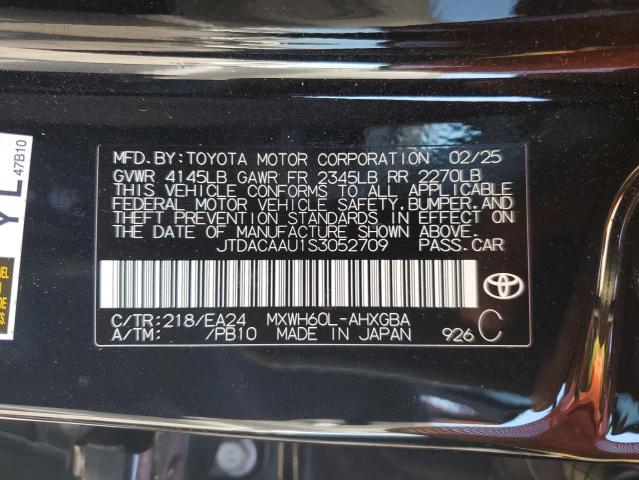 MFD.BY:TOYOTA MOTOR CORPORATION 02/25
GVWR 4145LB GAWR FR 2345LB RR 2270LB
THIS VEHICLE CONFORMS TO ALL APPLICABLE
FEDERAL MOTOR VEHICLE SAFETY,BUMPER,AND
THEFT PREVENTION STANDARDS IN EFFECT ON
THE DATE OF MANUFACTURE SHOWN ABOVE.
JTDACAAU1S3052709 PASS.CAR
C/TR:218/EA24 MXWH60L-AHXGBA
A/TM: /PB10 MADE IN JAPAN 926 C
YL
47B10